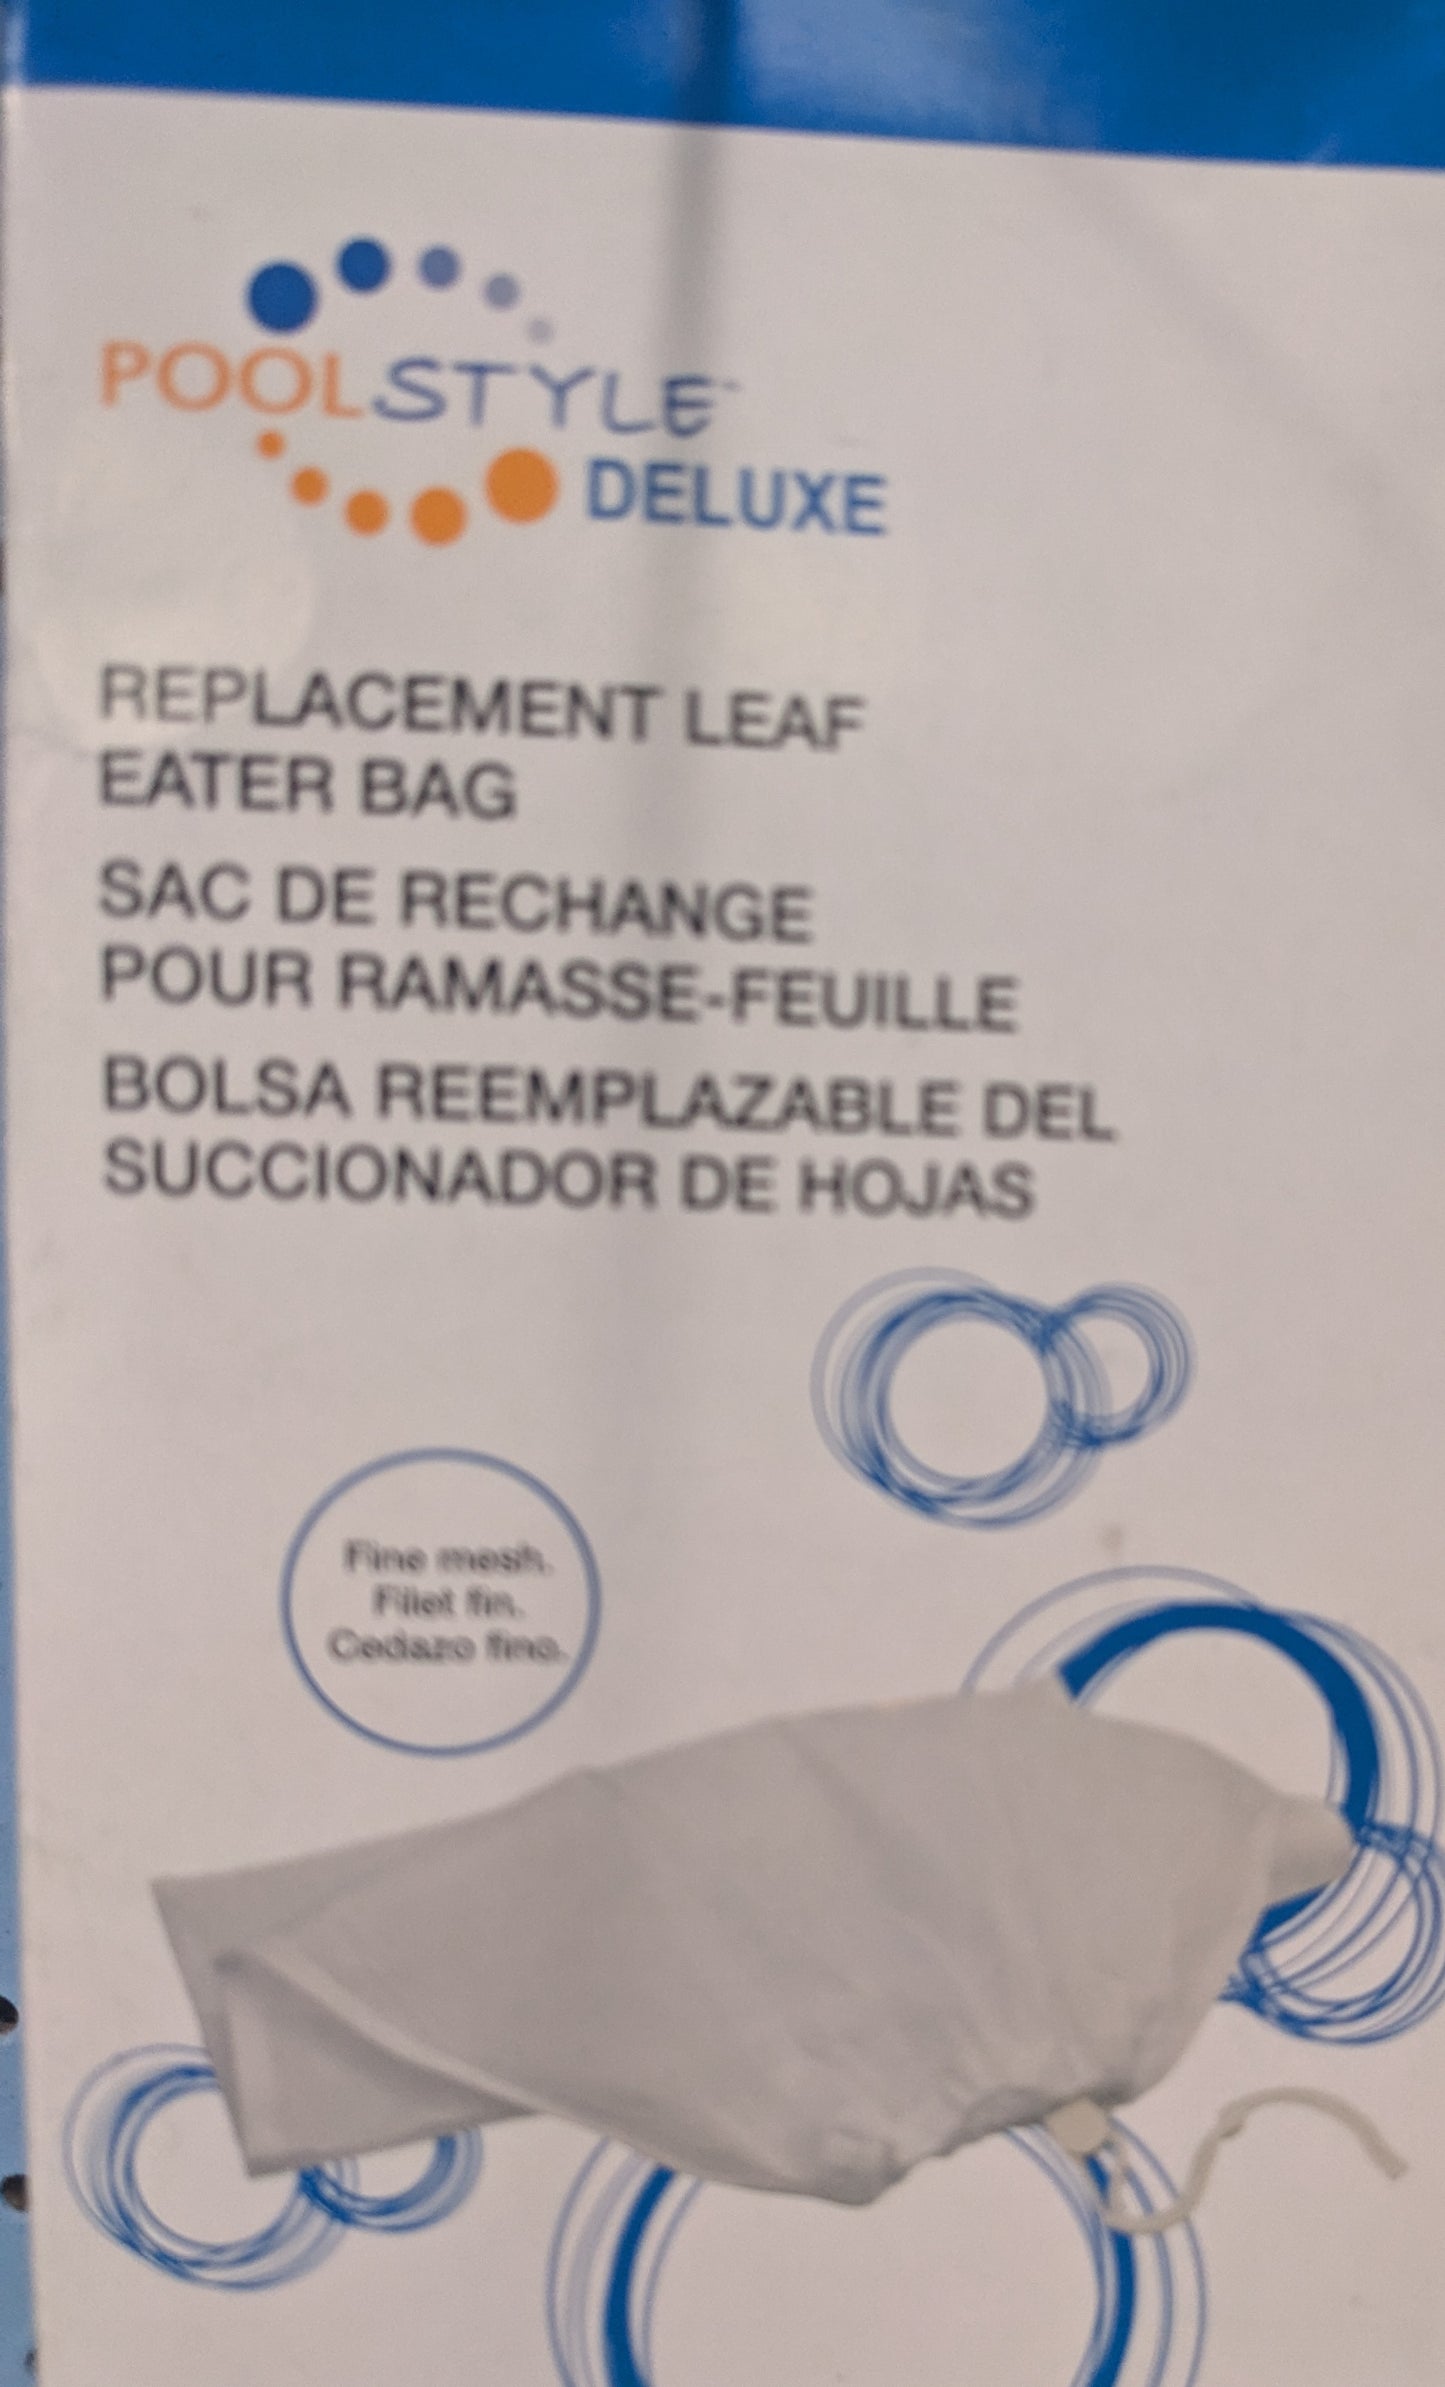 POOLSTYLE™
DELUXE
REPLACEMENT LEAF
EATER BAG
SAC DE RECHANGE
POUR RAMASSE-FEUILLE
BOLSA REEMPLAZABLE DEL
SUCCIONADOR DE HOJAS
Fine mesh.
Filet fin.
Cedazo fino.